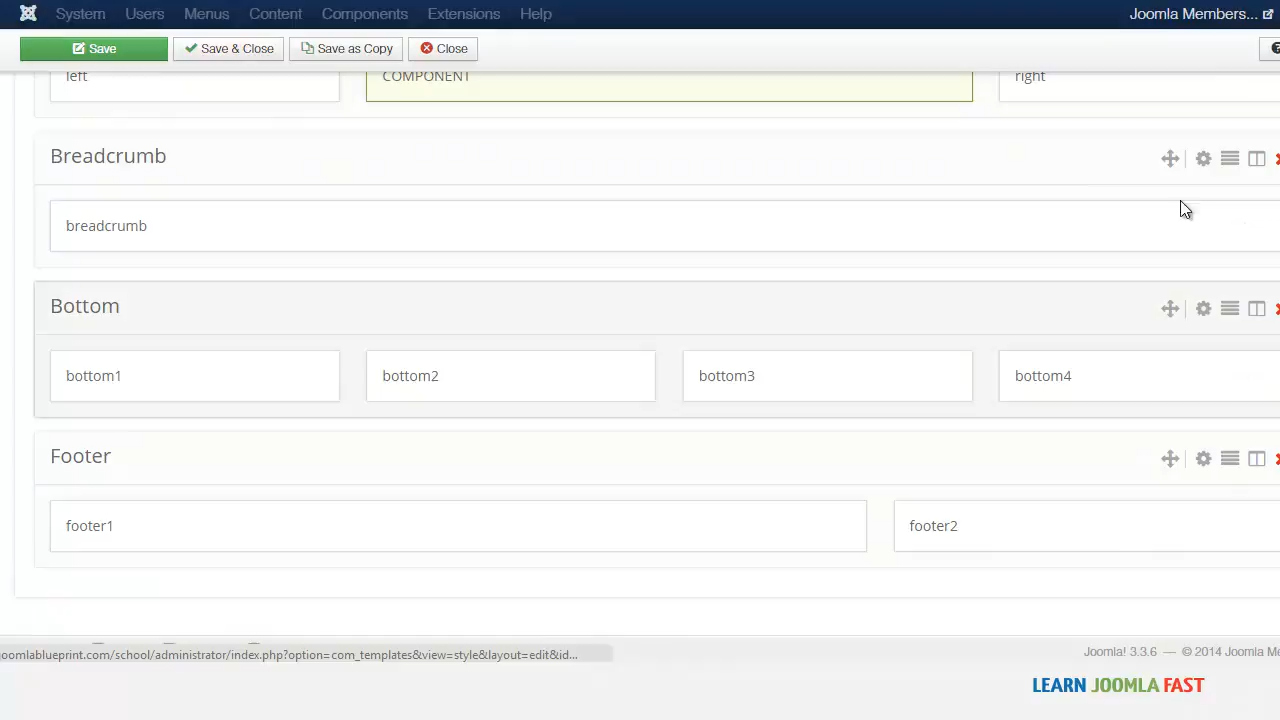 System Users Menus Content Components Extensions Help Joomla Members...
Save Save & Close Save as Copy Close
left COMPONENT right
Breadcrumb
breadcrumb
Bottom
bottom1 bottom2 bottom3 bottom4
Footer
footer1 footer2
joomlablueprint.com/school/administrator/index.php?option=com_templates&view=style&layout=edit&id...
Joomla! 3.3.6 — © 2014 Joomla Me
LEARN JOOMLA FAST